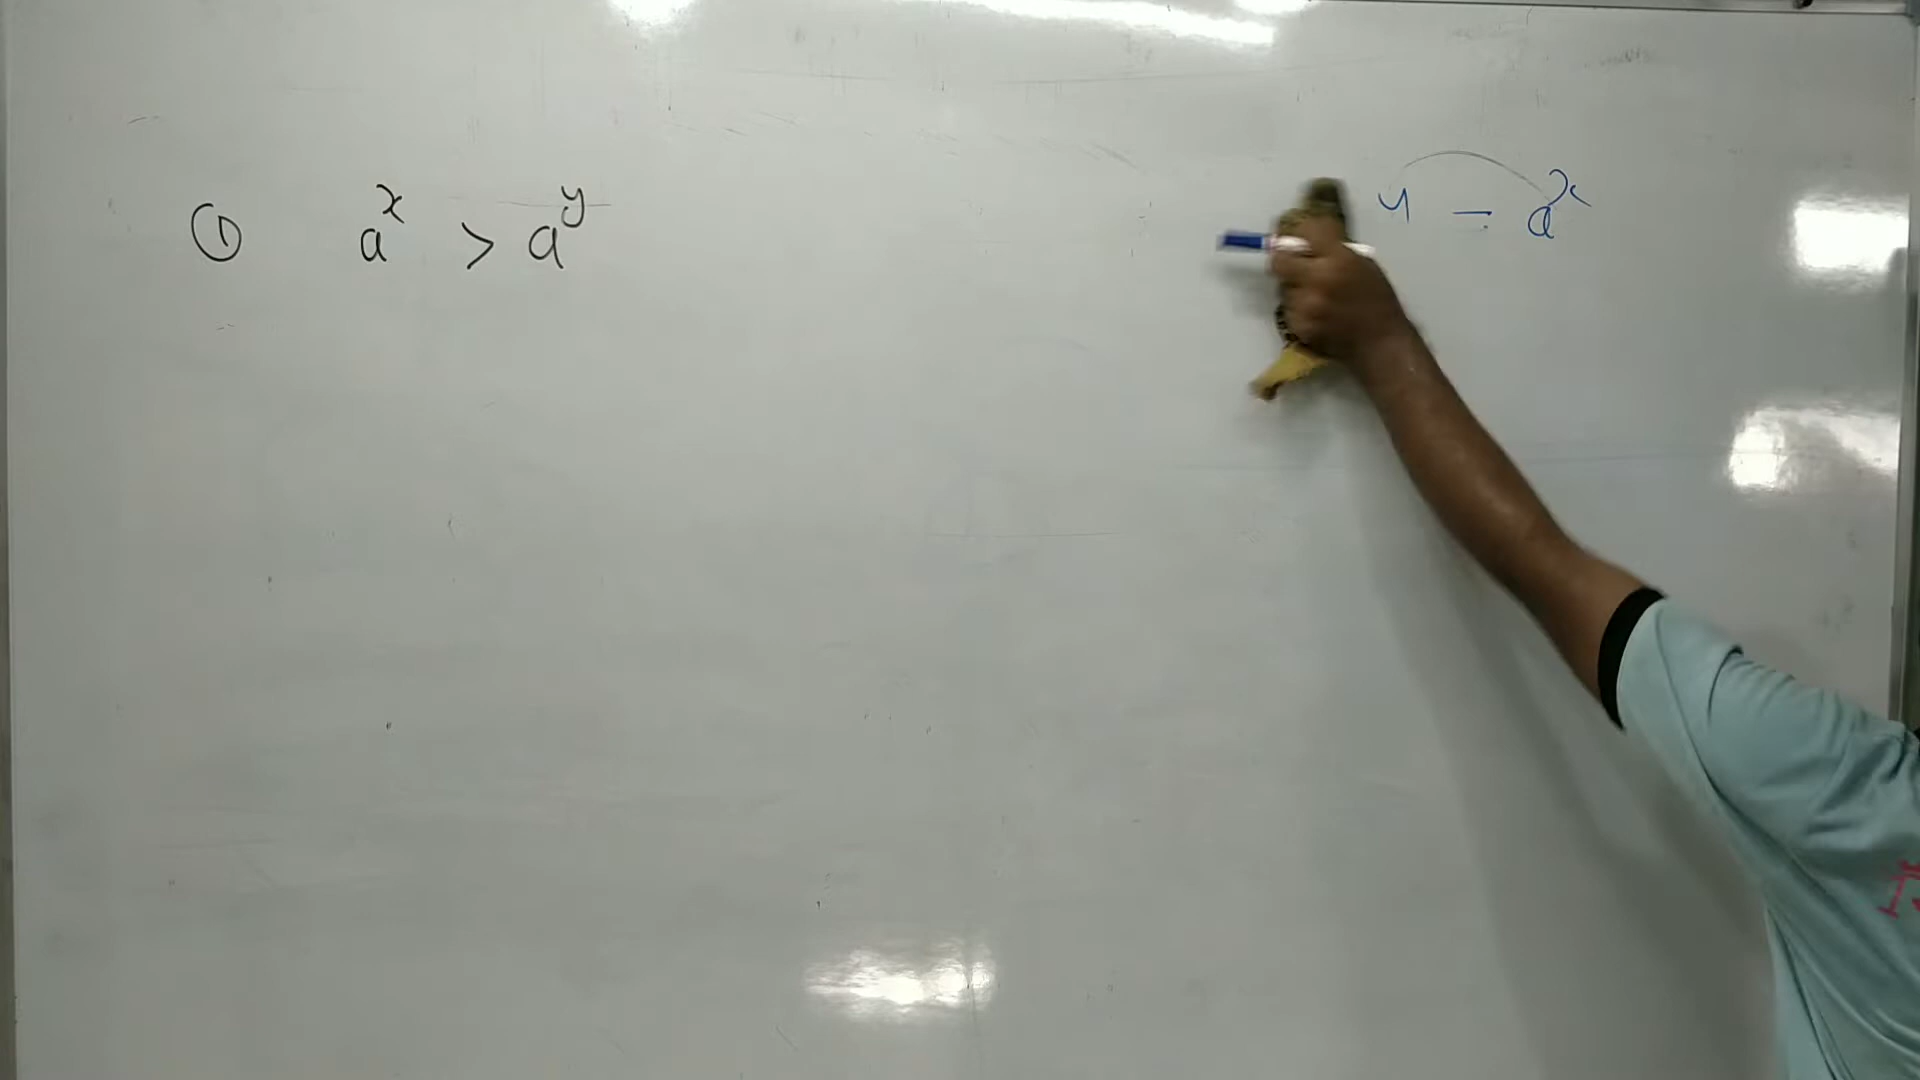 ① a^x > a^y
y = a^x